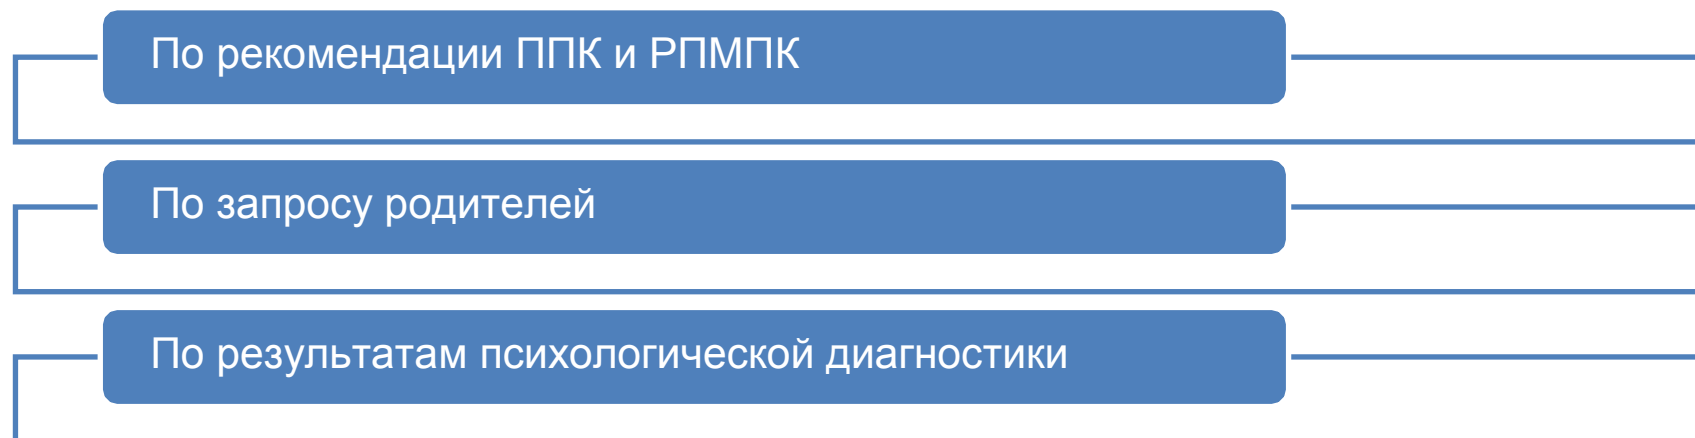 По рекомендации ППК и РПМПК
По запросу родителей
По результатам психологической диагностики